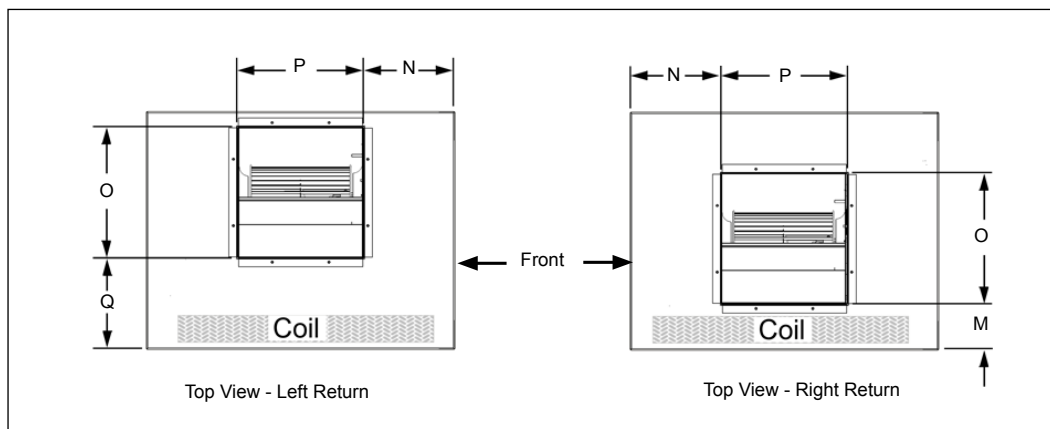 P
N
O
Q
Coil
Top View - Left Return
Front
N
P
O
M
Coil
Top View - Right Return